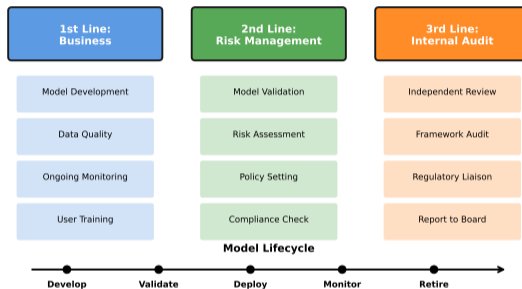 1st Line:
Business
2nd Line:
Risk Management
3rd Line:
Internal Audit
Model Development
Model Validation
Independent Review
Data Quality
Risk Assessment
Framework Audit
Ongoing Monitoring
Policy Setting
Regulatory Liaison
User Training
Compliance Check
Report to Board
Model Lifecycle
Develop
Validate
Deploy
Monitor
Retire